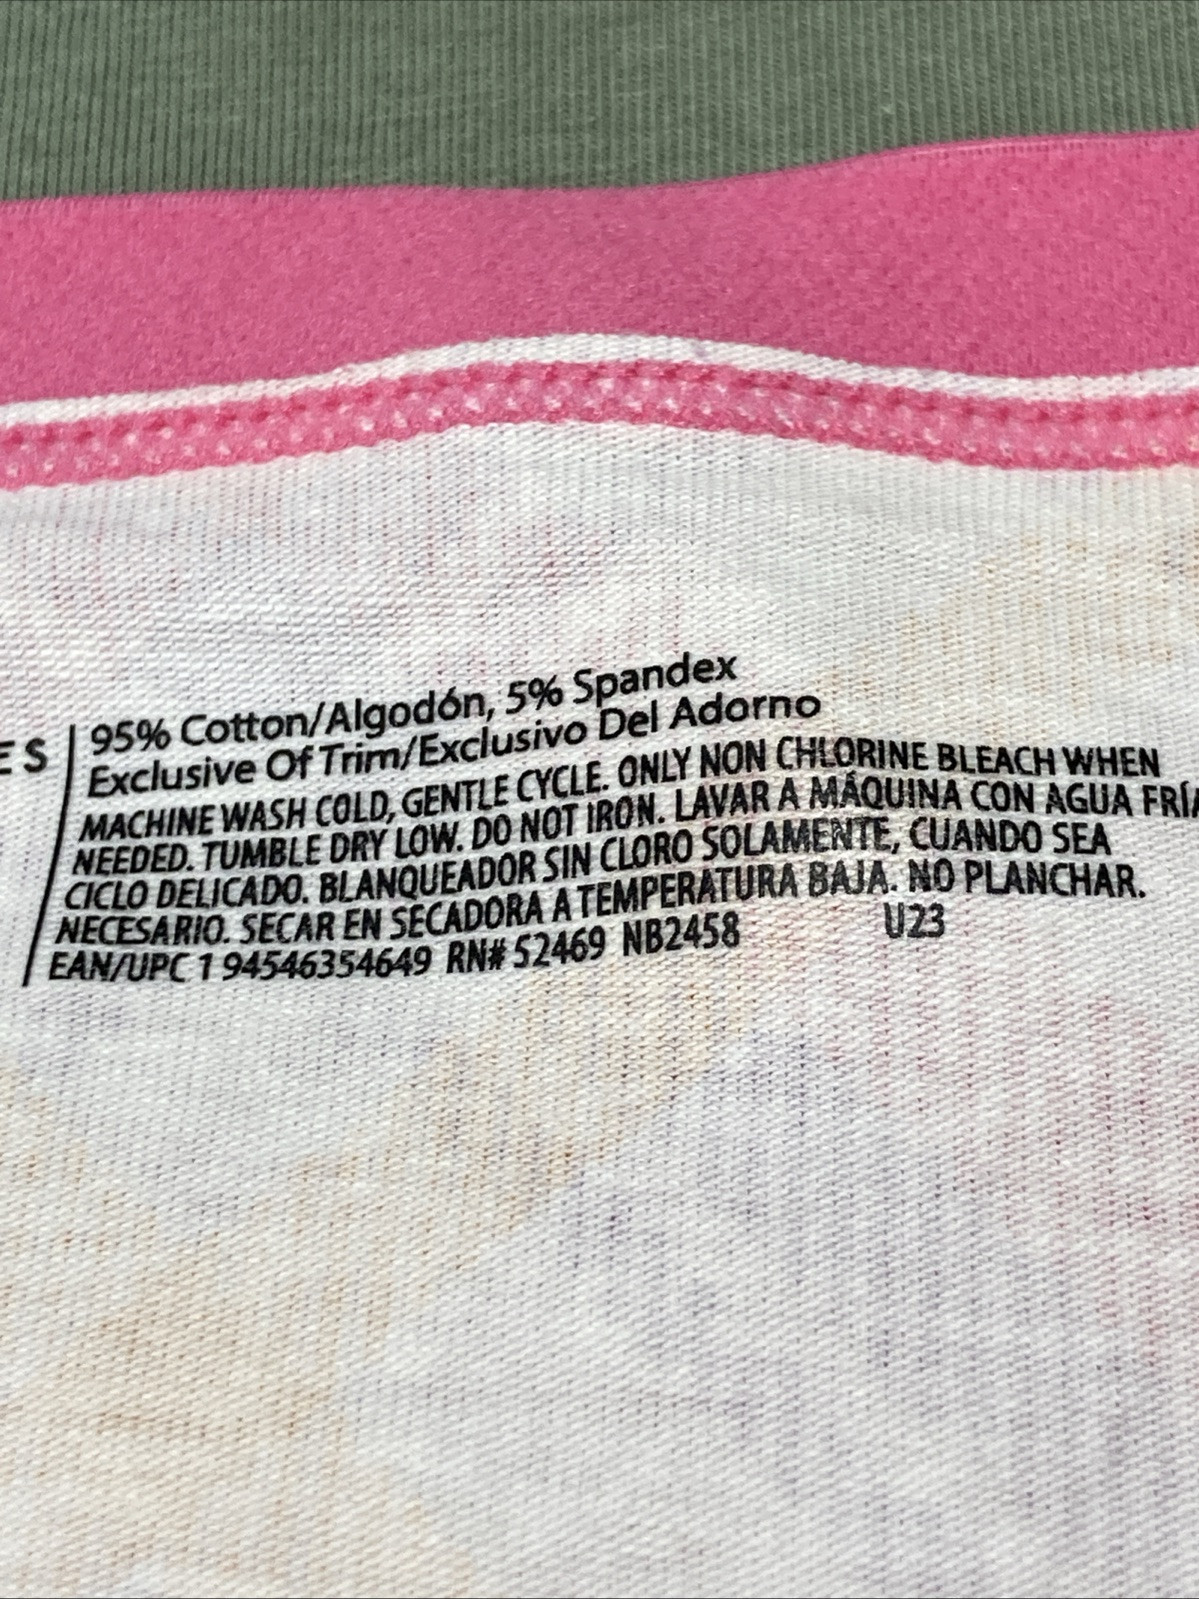 E S
95% Cotton/Algodón, 5% Spandex
Exclusive Of Trim/Exclusivo Del Adorno
MACHINE WASH COLD, GENTLE CYCLE. ONLY NON CHLORINE BLEACH WHEN
NEEDED. TUMBLE DRY LOW. DO NOT IRON. LAVAR A MÁQUINA CON AGUA FRÍA
CICLO DELICADO. BLANQUEADOR SIN CLORO SOLAMENTE, CUANDO SEA
NECESARIO. SECAR EN SECADORA A TEMPERATURA BAJA. NO PLANCHAR.
EAN/UPC 1 94546354649 RN# 52469 NB2458 U23